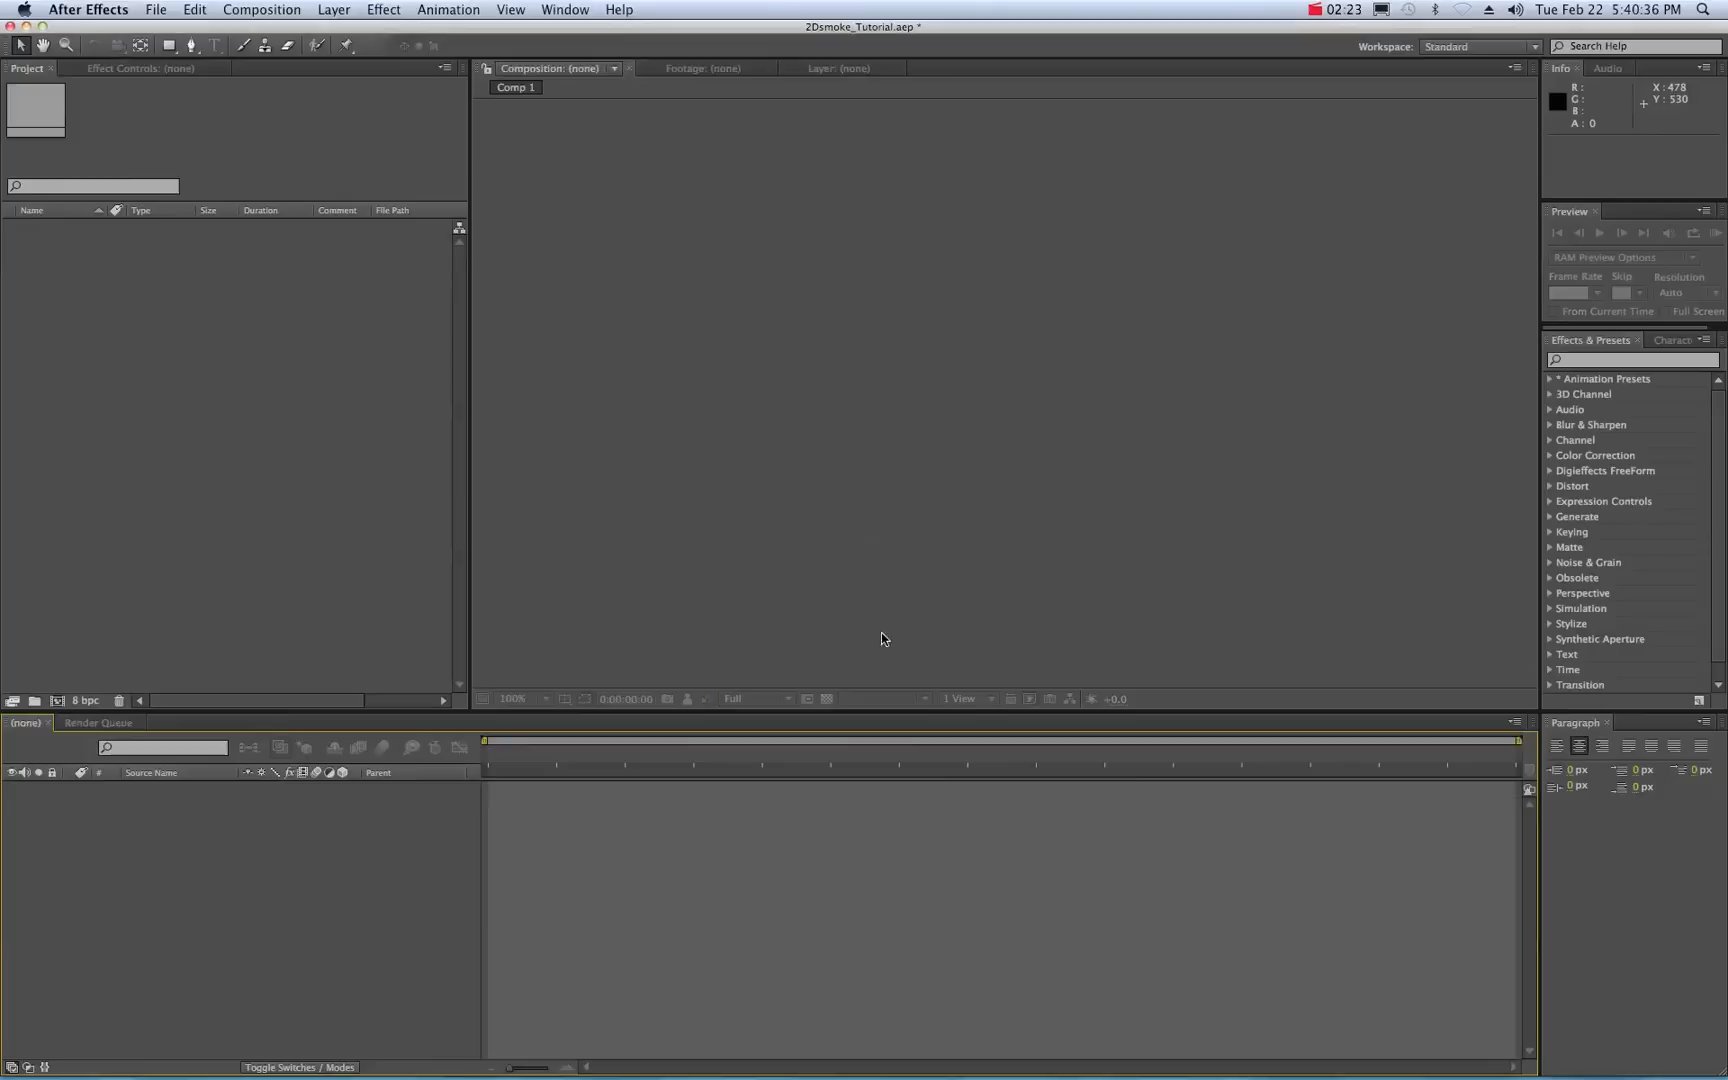 After Effects File Edit Composition Layer Effect Animation View Window Help 02:23 Tue Feb 22 5:40:36 PM
2Dsmoke_Tutorial.aep *
Workspace: Standard Search Help
Project Effect Controls: (none) Composition: (none) Footage: (none) Layer: (none) Info Audio
Comp 1
R :
G :
B :
A : 0
X : 478
Y : 530
Name Type Size Duration Comment File Path
Preview
RAM Preview Options
Frame Rate Skip Resolution
Auto
From Current Time Full Screen
Effects & Presets Charact
* Animation Presets
3D Channel
Audio
Blur & Sharpen
Channel
Color Correction
Digieffects FreeForm
Distort
Expression Controls
Generate
Keying
Matte
Noise & Grain
Obsolete
Perspective
Simulation
Stylize
Synthetic Aperture
Text
Time
Transition
8 bpc 100% 0:00:00:00 Full 1 View +0.0
(none) Render Queue Paragraph
# Source Name fx Parent
0 px 0 px 0 px
0 px 0 px
Toggle Switches / Modes